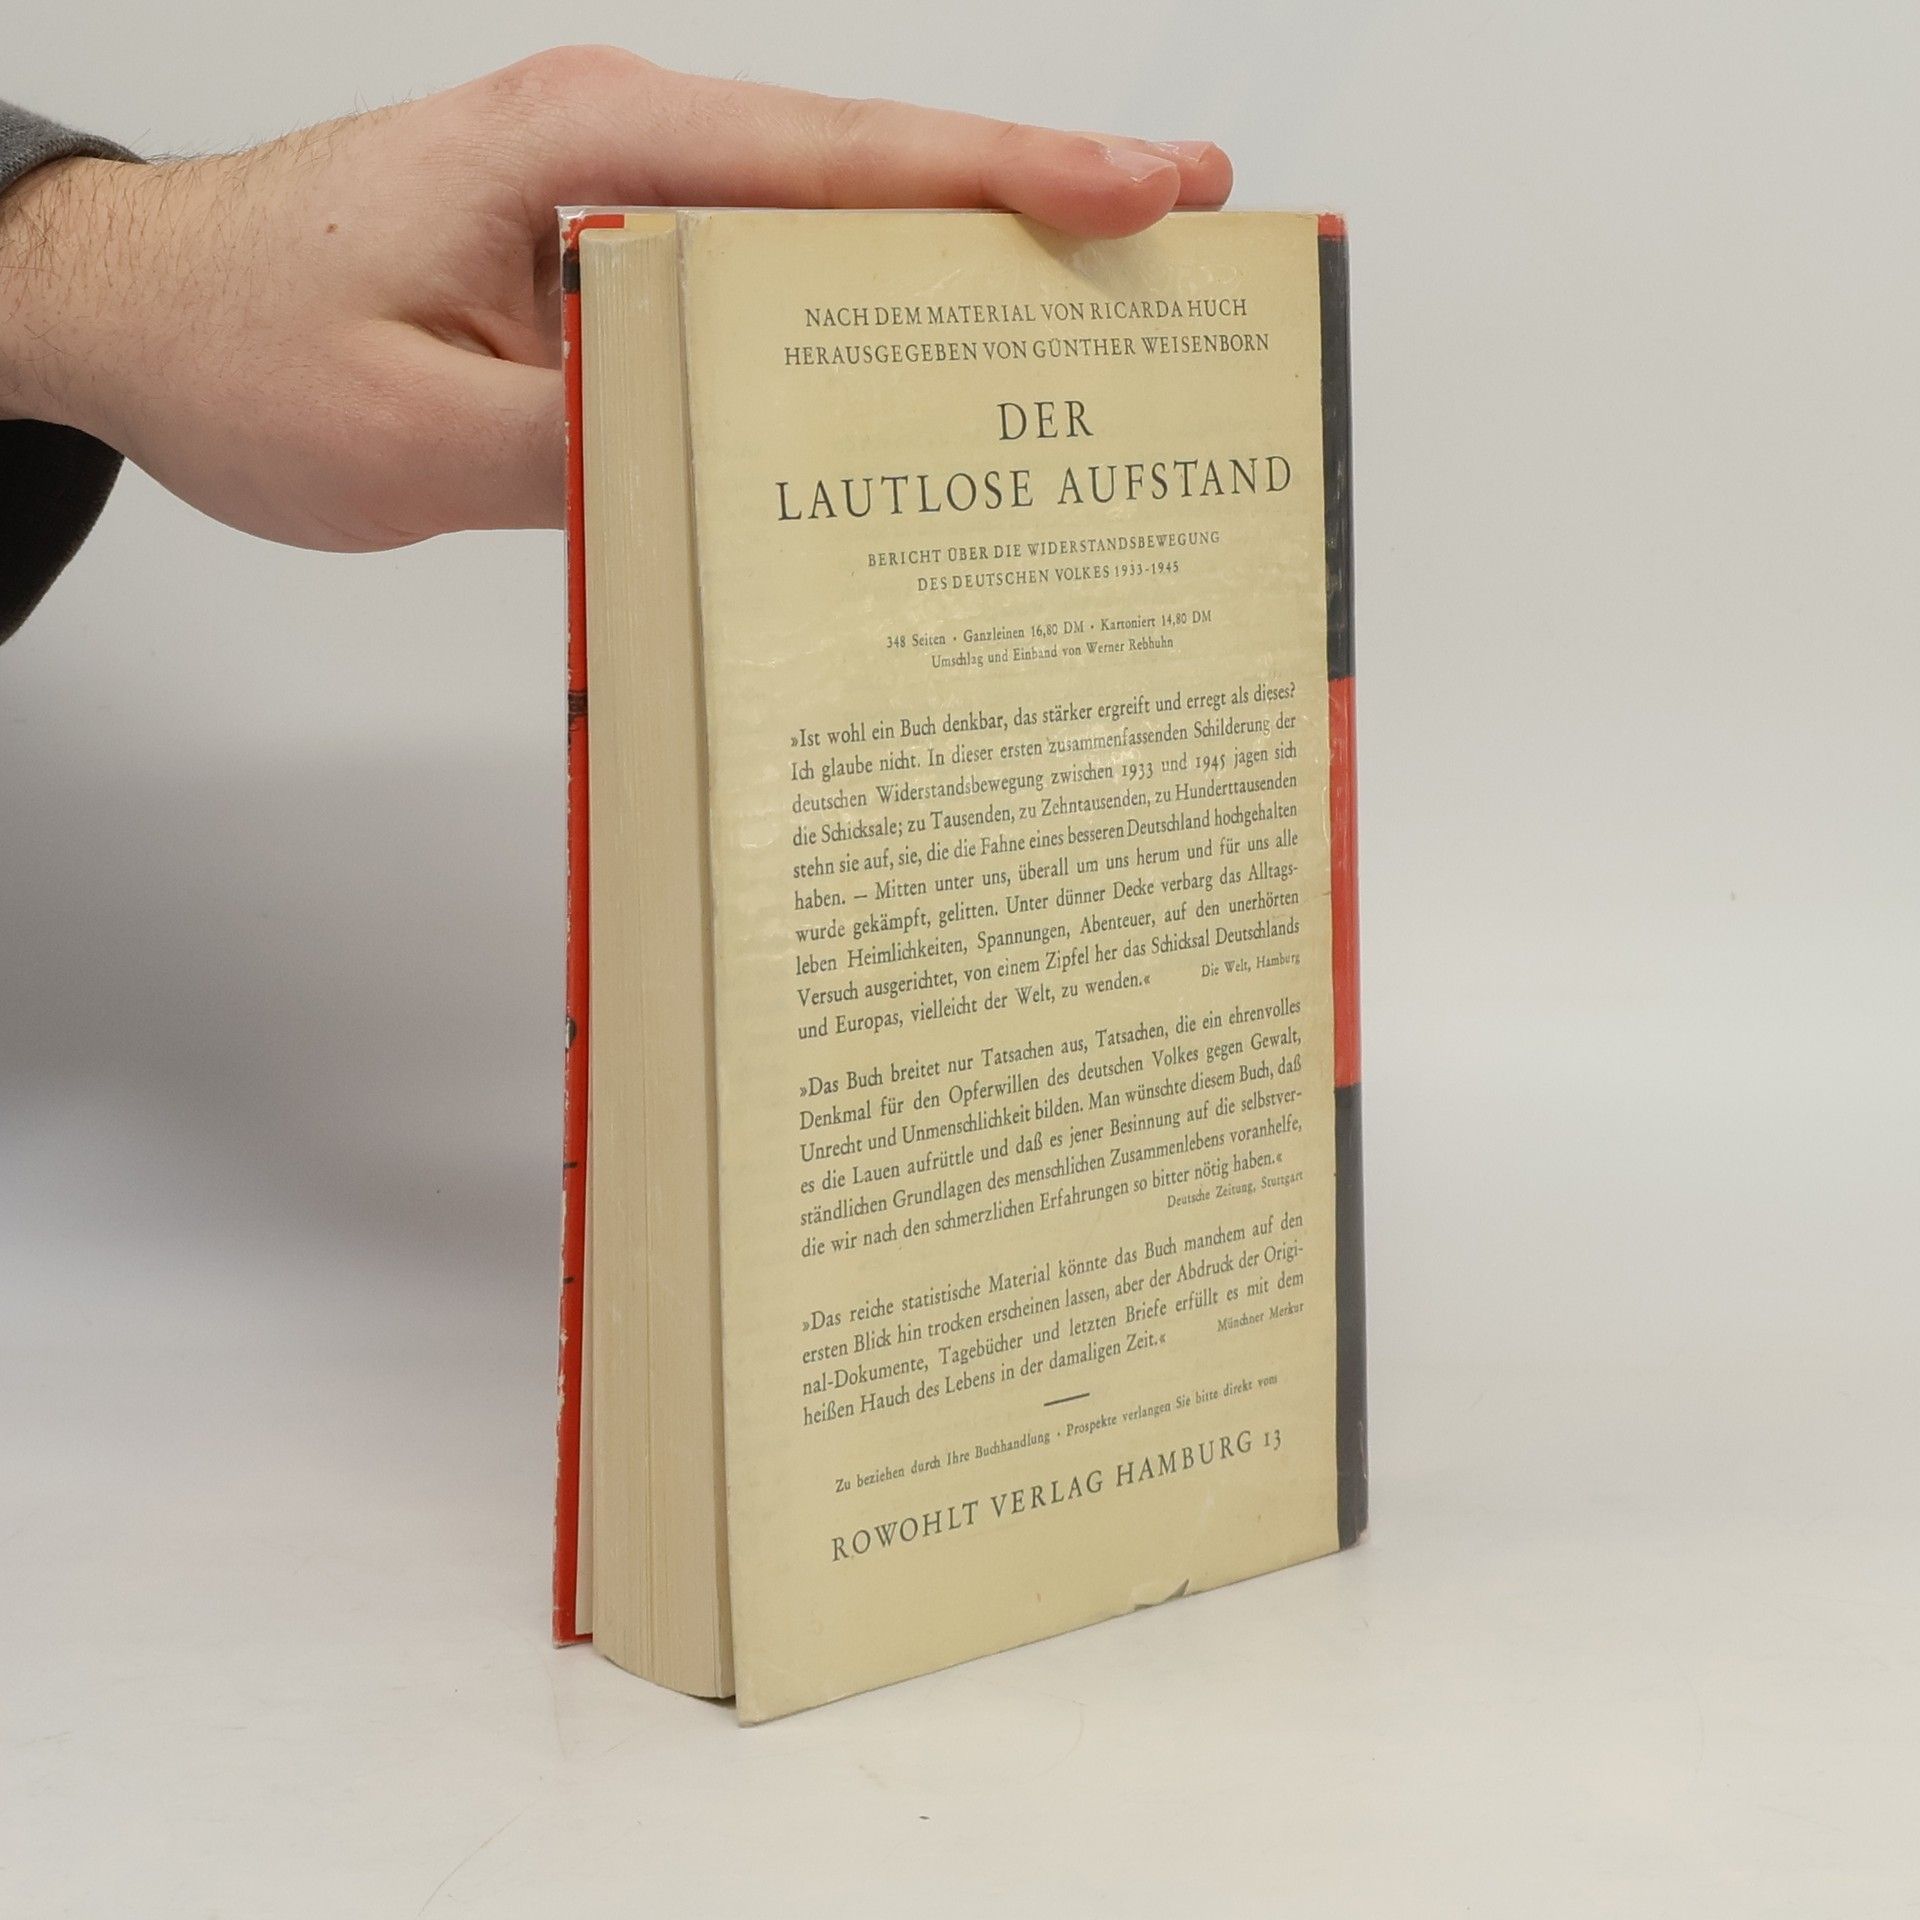 NACH DEM MATERIAL VON RICARDA HUCH
HERAUSGEGEBEN VON GÜNTHER WEISENBORN
DER
LAUTLOSE AUFSTAND
BERICHT ÜBER DIE WIDERSTANDSBEWEGUNG
DES DEUTSCHEN VOLKES 1933-1945
348 Seiten · Ganzleinen 16,80 DM · Kartoniert 14,80 DM
Umschlag und Einband von Werner Rebhuhn
»Ist wohl ein Buch denkbar, das stärker ergreift und erregt als dieses?
Ich glaube nicht. In dieser ersten zusammenfassenden Schilderung der
deutschen Widerstandsbewegung zwischen 1933 und 1945 jagen sich
die Schicksale; zu Tausenden, zu Zehntausenden, zu Hunderttausenden
stehn sie auf, sie, die die Fahne eines besseren Deutschland hochgehalten
haben. — Mitten unter uns, überall um uns herum und für uns alle
wurde gekämpft, gelitten. Unter dünner Decke verbarg das Alltags-
leben Heimlichkeiten, Spannungen, Abenteuer, auf den unerhörten
Versuch ausgerichtet, von einem Zipfel her das Schicksal Deutschlands
und Europas, vielleicht der Welt, zu wenden.« Die Welt, Hamburg
»Das Buch breitet nur Tatsachen aus, Tatsachen, die ein ehrenvolles
Denkmal für den Opferwillen des deutschen Volkes gegen Gewalt,
Unrecht und Unmenschlichkeit bilden. Man wünschte diesem Buch, daß
es die Lauen aufrüttle und daß es jener Besinnung auf die selbstver-
ständlichen Grundlagen des menschlichen Zusammenlebens voranhelfe,
die wir nach den schmerzlichen Erfahrungen so bitter nötig haben.«
Deutsche Zeitung, Stuttgart
»Das reiche statistische Material könnte das Buch manchem auf den
ersten Blick hin trocken erscheinen lassen, aber der Abdruck der Origi-
nal-Dokumente, Tagebücher und letzten Briefe erfüllt es mit dem
heißen Hauch des Lebens in der damaligen Zeit.« Münchner Merkur
Zu beziehen durch Ihre Buchhandlung · Prospekte verlangen Sie bitte direkt vom
ROWOHLT VERLAG HAMBURG 13